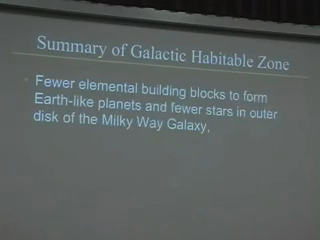 Summary of Galactic Habitable Zone
Fewer elemental building blocks to form
Earth-like planets and fewer stars in outer
disk of the Milky Way Galaxy,